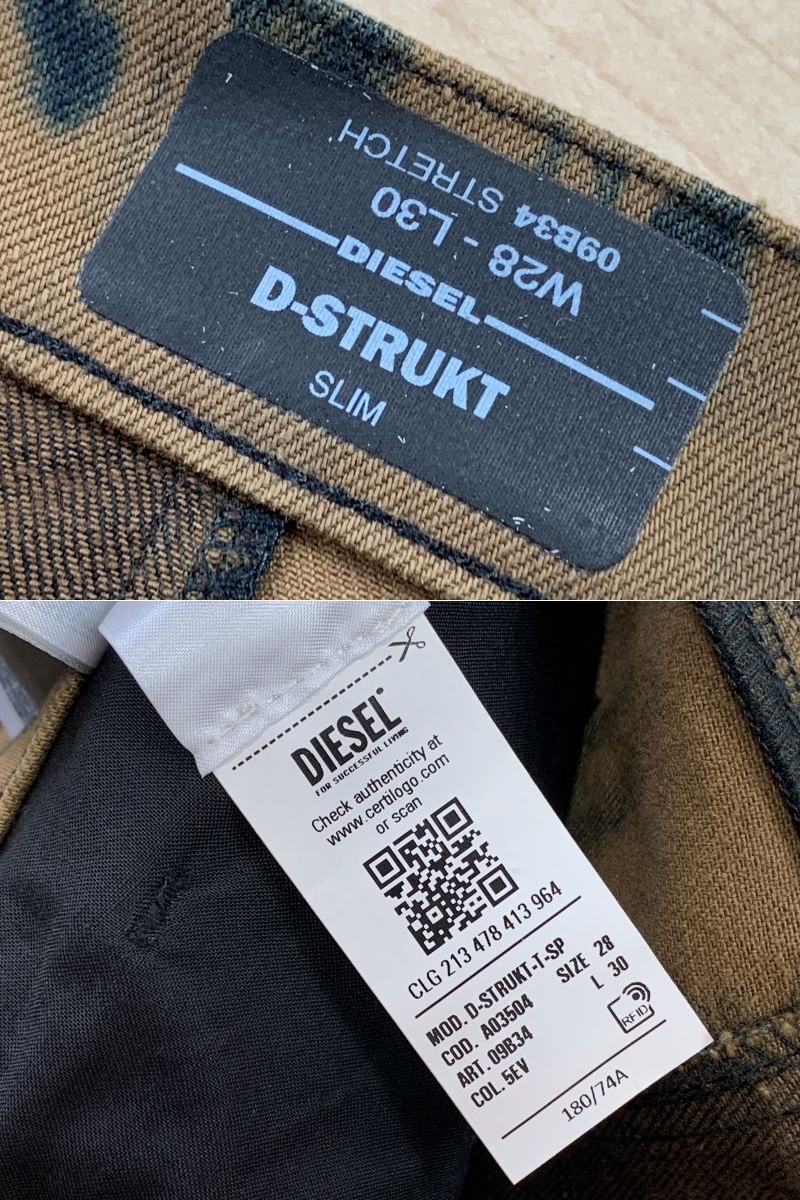 09B34 STRETCH
W28 - L30
DIESEL
D-STRUKT
SLIM
DIESEL
FOR SUCCESSFUL LIVING
Check authenticity at
www.certilogo.com
or scan
CLG 213 478 413 964
MOD. D-STRUKT-T-SP SIZE 28
COD. A03504 L 30
ART. 09B34
COL. 5EV
RFID
180/74A